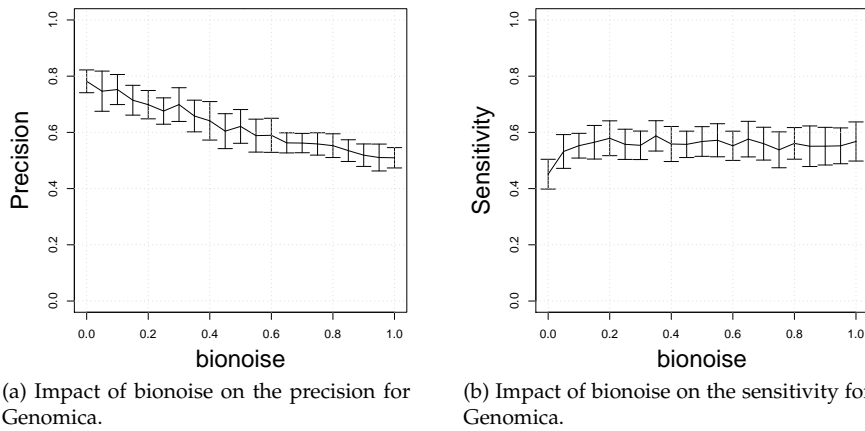 1.0
0.8
0.6
0.4
0.2
0.0
Precision
0.0 0.2 0.4 0.6 0.8 1.0
bionoise
(a) Impact of bionoise on the precision for
Genomica.
1.0
0.8
0.6
0.4
0.2
0.0
Sensitivity
0.0 0.2 0.4 0.6 0.8 1.0
bionoise
(b) Impact of bionoise on the sensitivity for
Genomica.